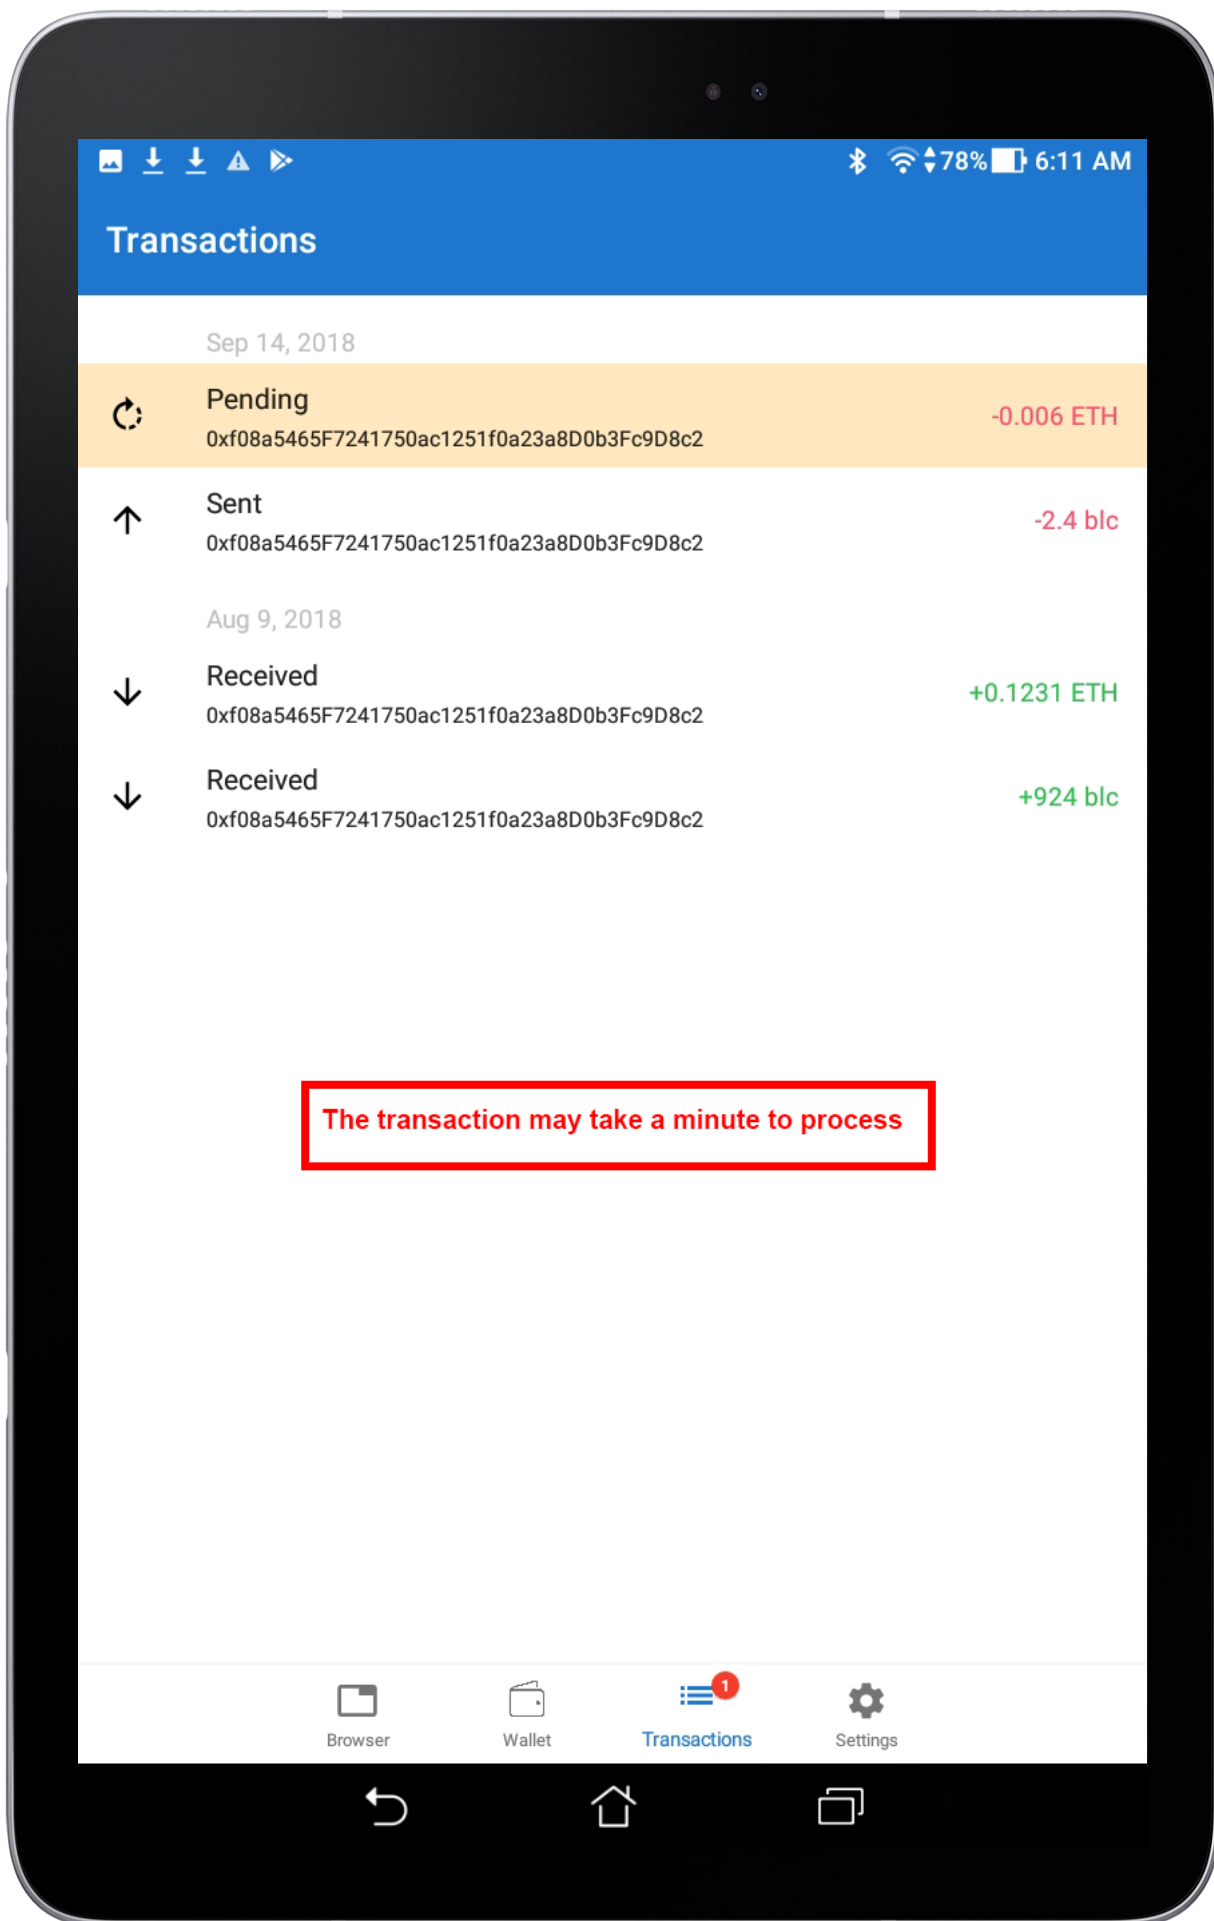 78% 6:11 AM
Transactions
Sep 14, 2018
Pending
-0.006 ETH
0xf08a5465F7241750ac1251f0a23a8D0b3Fc9D8c2
Sent
-2.4 blc
0xf08a5465F7241750ac1251f0a23a8D0b3Fc9D8c2
Aug 9, 2018
Received
+0.1231 ETH
0xf08a5465F7241750ac1251f0a23a8D0b3Fc9D8c2
Received
+924 blc
0xf08a5465F7241750ac1251f0a23a8D0b3Fc9D8c2
The transaction may take a minute to process
1
Browser Wallet Transactions Settings